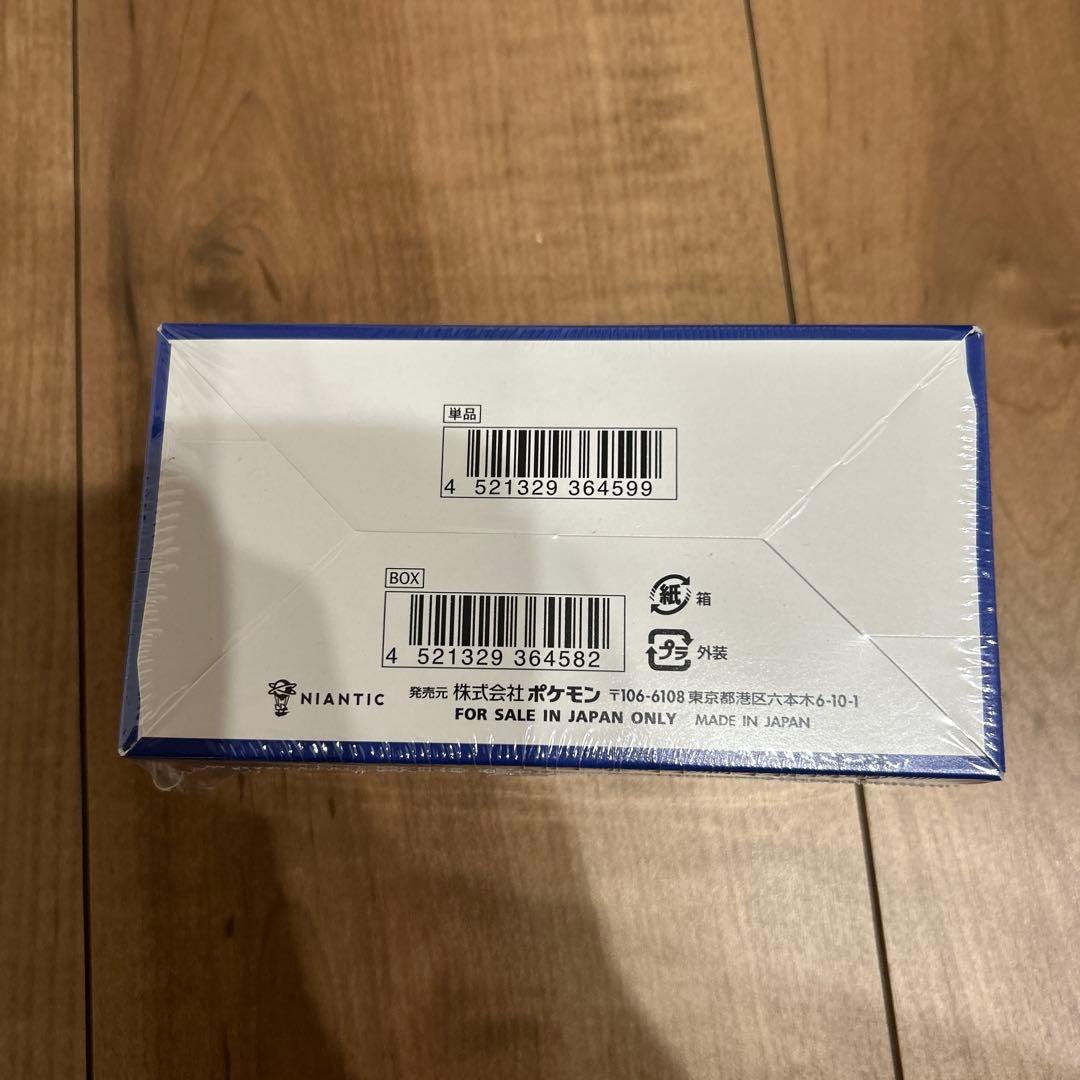 単品
4 521329 364599
BOX
4 521329 364582
紙 箱
プラ 外装
NIANTIC 発売元 株式会社 ポケモン 〒106-6108 東京都港区六本木6-10-1
FOR SALE IN JAPAN ONLY MADE IN JAPAN